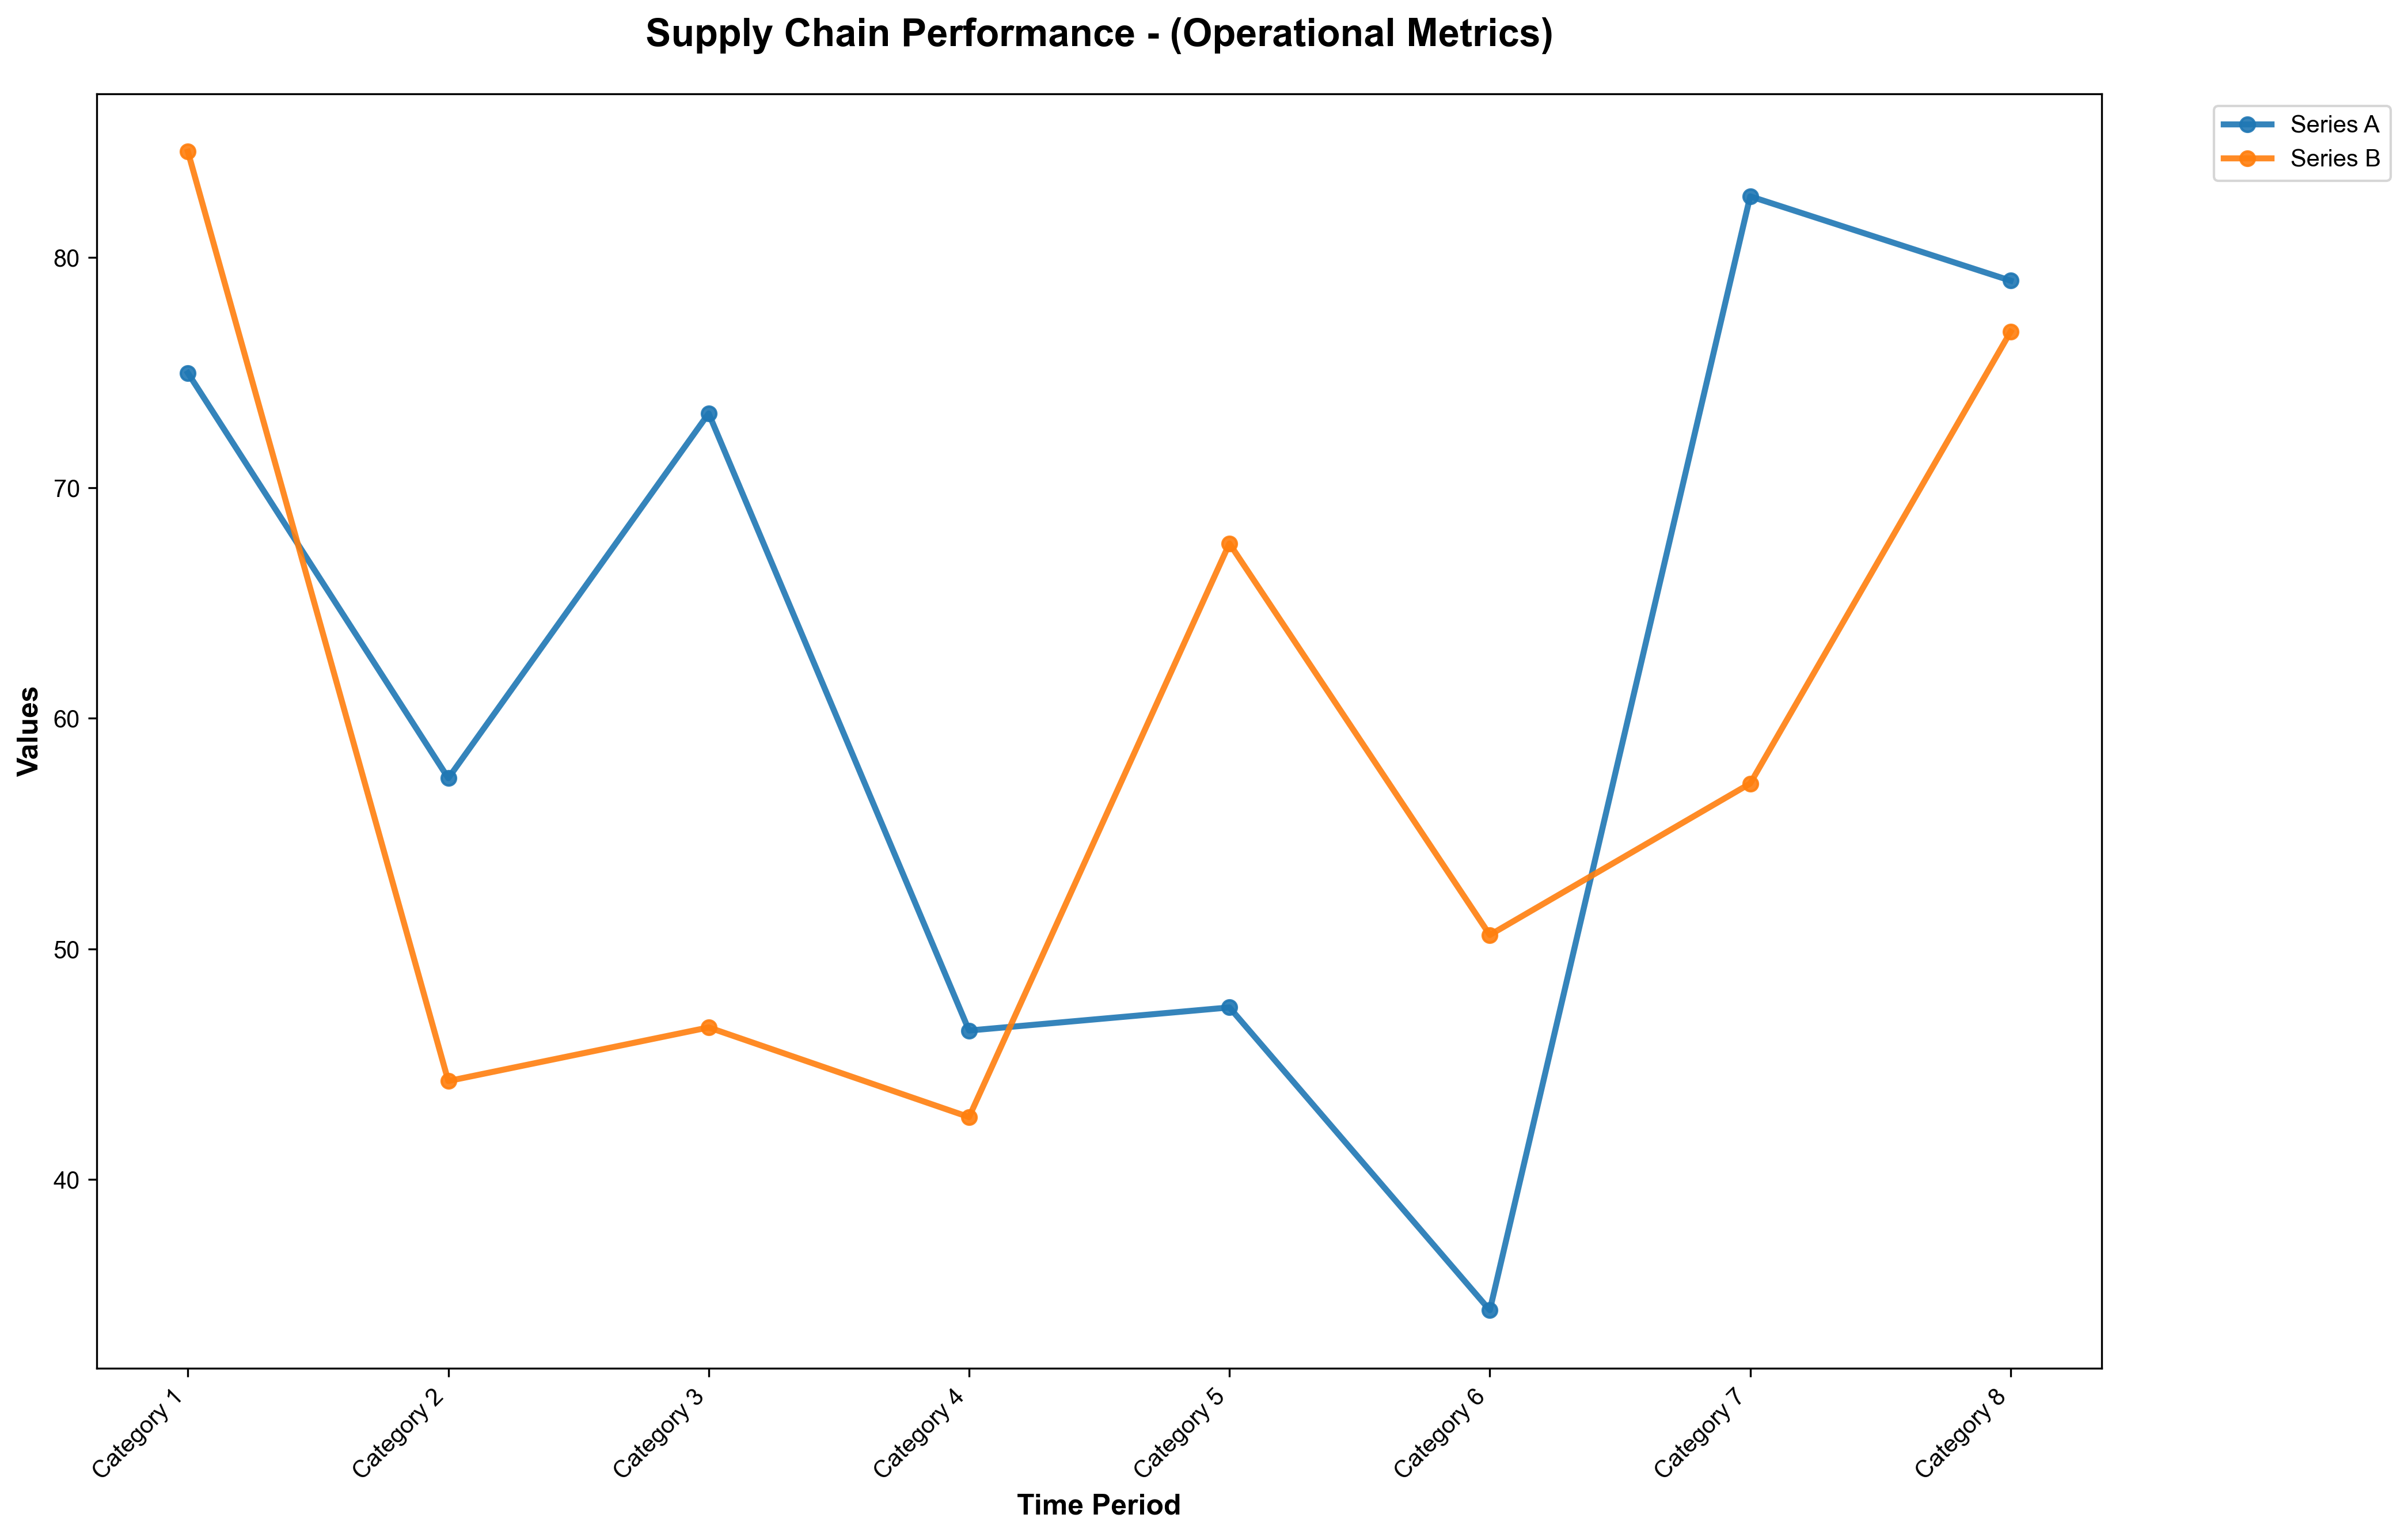 Supply Chain Performance - (Operational Metrics)
Series A
Series B
Values
80
70
60
50
40
Category 1
Category 2
Category 3
Category 4
Category 5
Category 6
Category 7
Category 8
Time Period